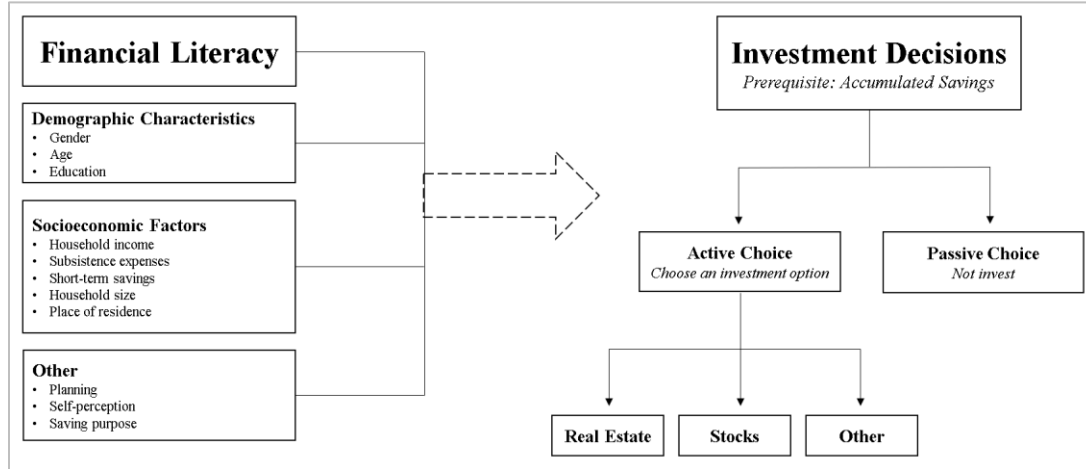 Financial Literacy
Demographic Characteristics
• Gender
• Age
• Education
Socioeconomic Factors
• Household income
• Subsistence expenses
• Short-term savings
• Household size
• Place of residence
Other
• Planning
• Self-perception
• Saving purpose
Investment Decisions
Prerequisite: Accumulated Savings
Active Choice
Choose an investment option
Passive Choice
Not invest
Real Estate
Stocks
Other